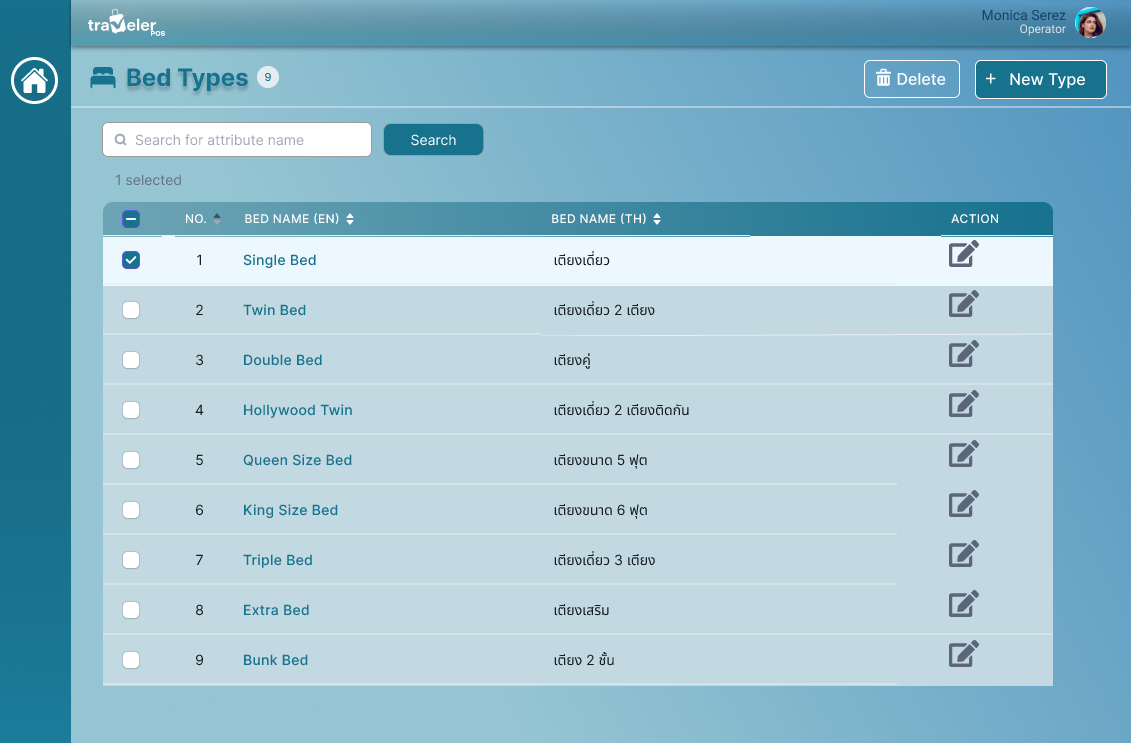 traveler
POS
Monica Serez
Operator
Bed Types 9
Delete
+ New Type
Search for attribute name
Search
1 selected
NO. BED NAME (EN) BED NAME (TH) ACTION
1 Single Bed เตียงเดี่ยว
2 Twin Bed เตียงเดี่ยว 2 เตียง
3 Double Bed เตียงคู่
4 Hollywood Twin เตียงเดี่ยว 2 เตียงติดกัน
5 Queen Size Bed เตียงขนาด 5 ฟุต
6 King Size Bed เตียงขนาด 6 ฟุต
7 Triple Bed เตียงเดี่ยว 3 เตียง
8 Extra Bed เตียงเสริม
9 Bunk Bed เตียง 2 ชั้น